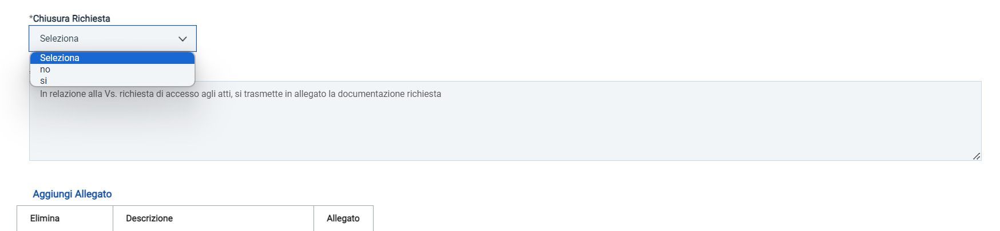 *Chiusura Richiesta
Seleziona
Seleziona
no
si
In relazione alla Vs. richiesta di accesso agli atti, si trasmette in allegato la documentazione richiesta
Aggiungi Allegato
Elimina Descrizione Allegato